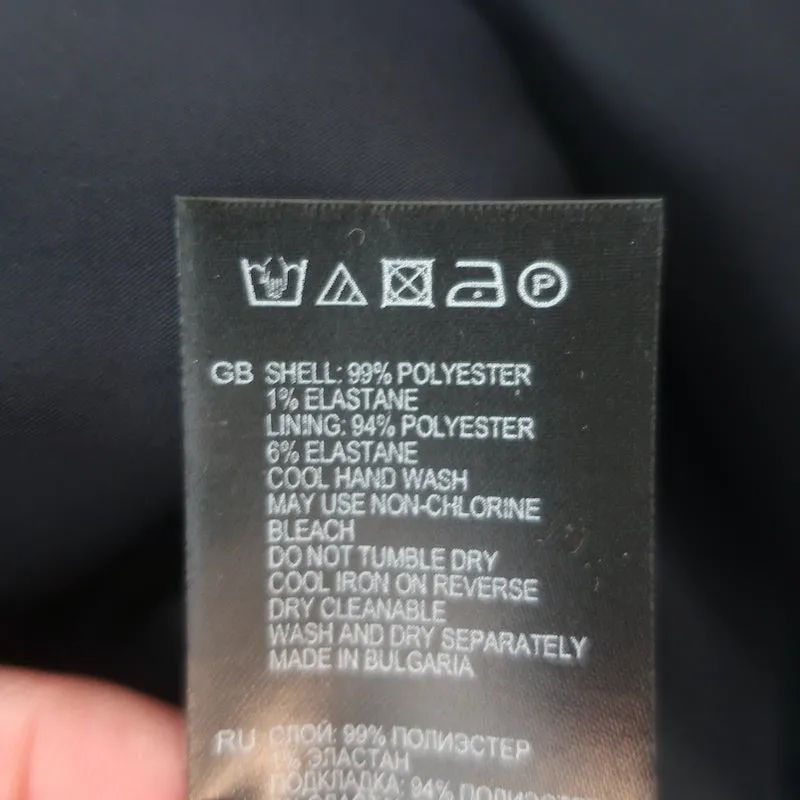 P
GB SHELL: 99% POLYESTER
1% ELASTANE
LINING: 94% POLYESTER
6% ELASTANE
COOL HAND WASH
MAY USE NON-CHLORINE
BLEACH
DO NOT TUMBLE DRY
COOL IRON ON REVERSE
DRY CLEANABLE
WASH AND DRY SEPARATELY
MADE IN BULGARIA
RU СЛОЙ: 99% ПОЛИЭСТЕР
1% ЭЛАСТАН
ПОДКЛАДКА: 94% ПОЛИЭСТЕР